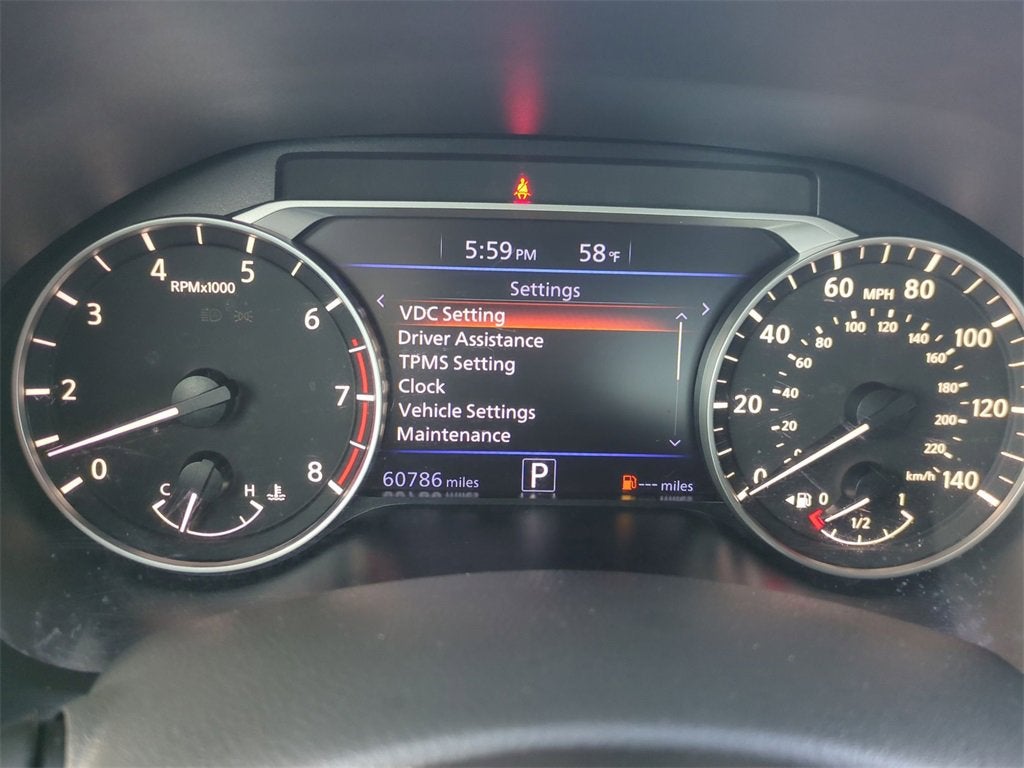 5:59 PM 58°F
Settings
VDC Setting
Driver Assistance
TPMS Setting
Clock
Vehicle Settings
Maintenance
60786 miles P --- miles
RPMx1000
0
2
3
4
5
6
7
8
C H
MPH
0
20
40
60
80
100
120
140
20
40
60
80
100
120
140
160
180
200
220
km/h
0 1/2 1